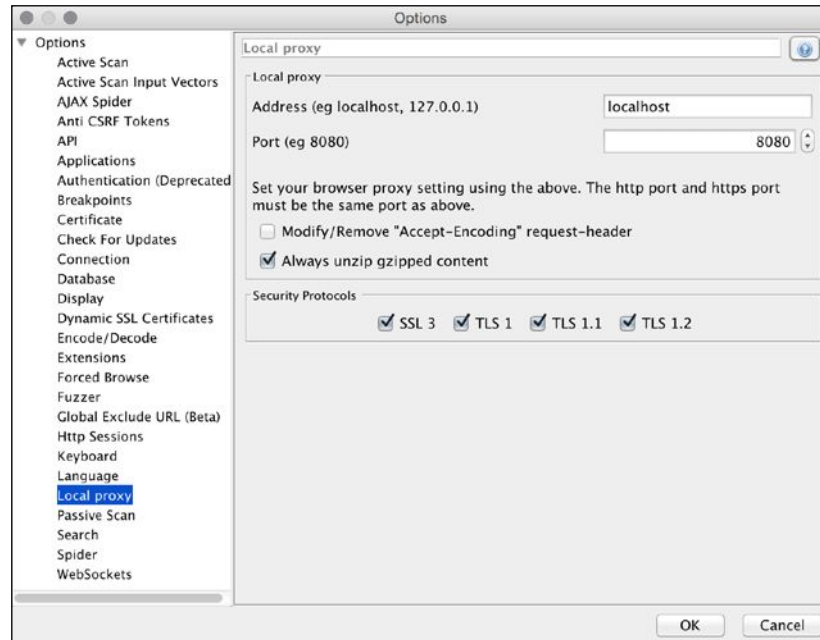 Options
Options
Active Scan
Active Scan Input Vectors
AJAX Spider
Anti CSRF Tokens
API
Applications
Authentication (Deprecated
Breakpoints
Certificate
Check For Updates
Connection
Database
Display
Dynamic SSL Certificates
Encode/Decode
Extensions
Forced Browse
Fuzzer
Global Exclude URL (Beta)
Http Sessions
Keyboard
Language
Local proxy
Passive Scan
Search
Spider
WebSockets
Local proxy
Local proxy
Address (eg localhost, 127.0.0.1) localhost
Port (eg 8080) 8080
Set your browser proxy setting using the above. The http port and https port
must be the same port as above.
Modify/Remove "Accept-Encoding" request-header
Always unzip gzipped content
Security Protocols
SSL 3 TLS 1 TLS 1.1 TLS 1.2
OK Cancel